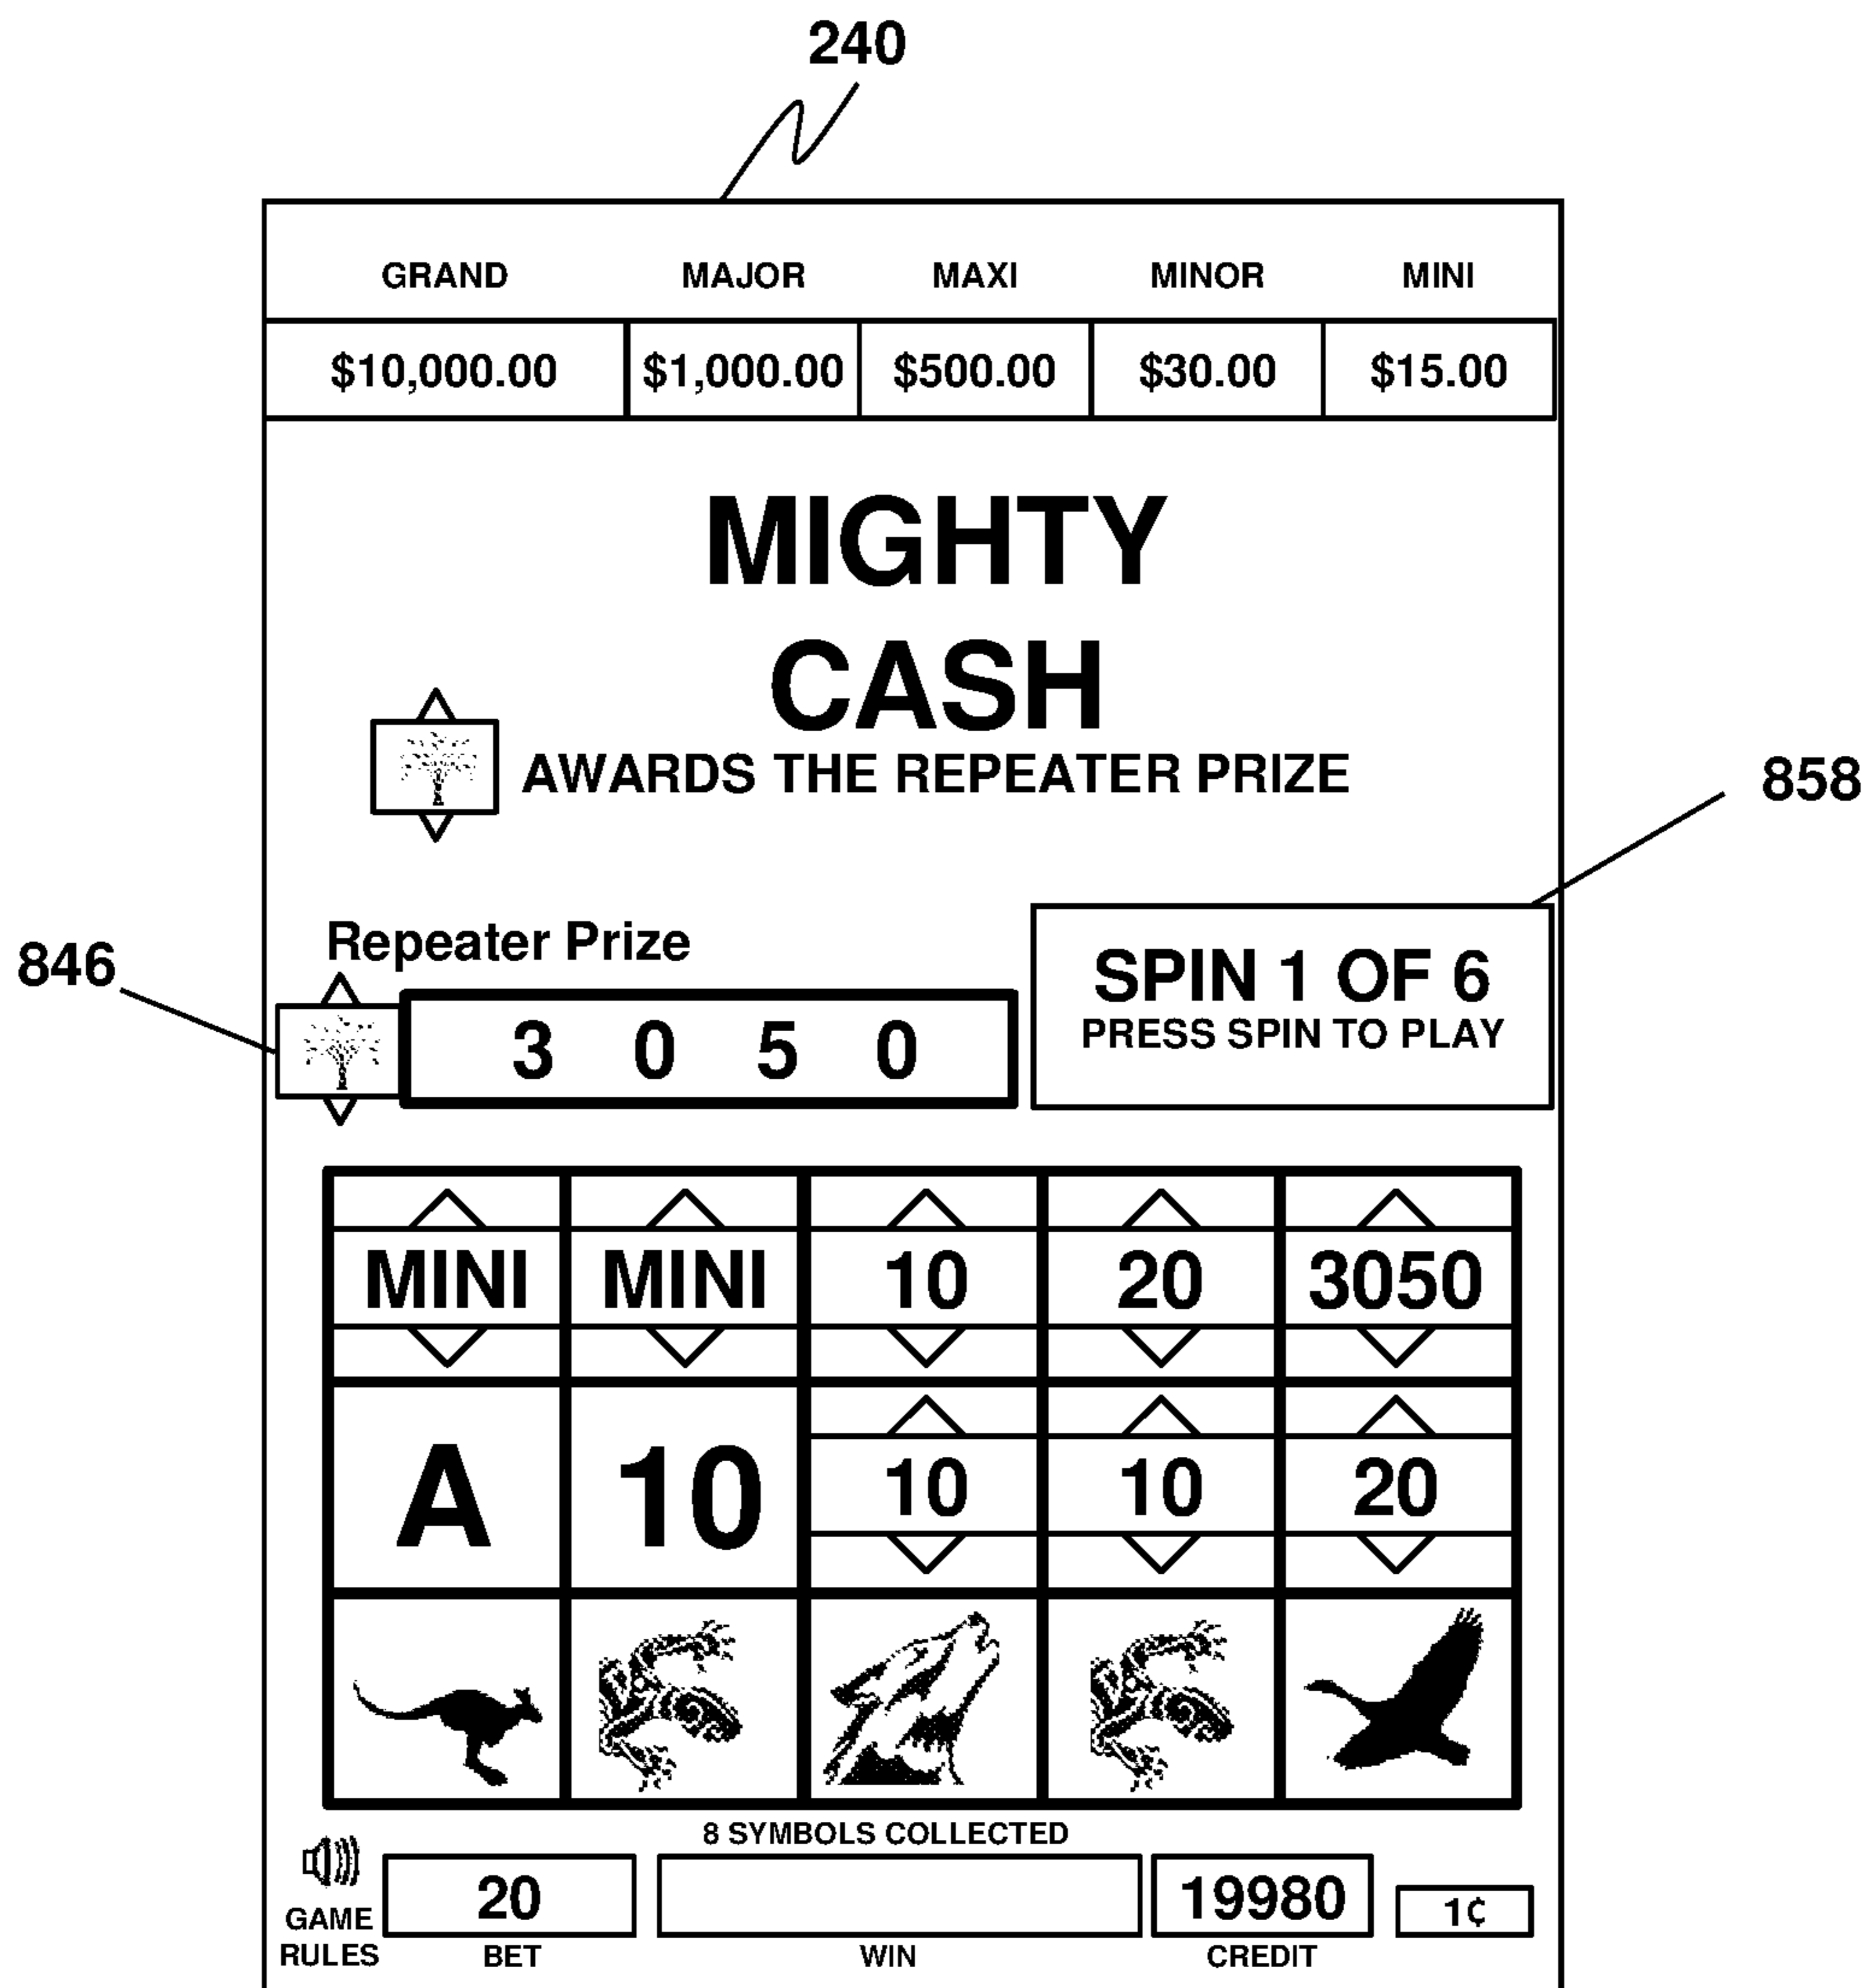 240
GRAND MAJOR MAXI MINOR MINI
$10,000.00 $1,000.00 $500.00 $30.00 $15.00
MIGHTY
CASH
AWARDS THE REPEATER PRIZE
858
846
Repeater Prize
3 0 5 0
SPIN 1 OF 6
PRESS SPIN TO PLAY
MINI MINI 10 20 3050
A 10 10 10 20
8 SYMBOLS COLLECTED
20 19980 1¢
GAME
RULES BET WIN CREDIT